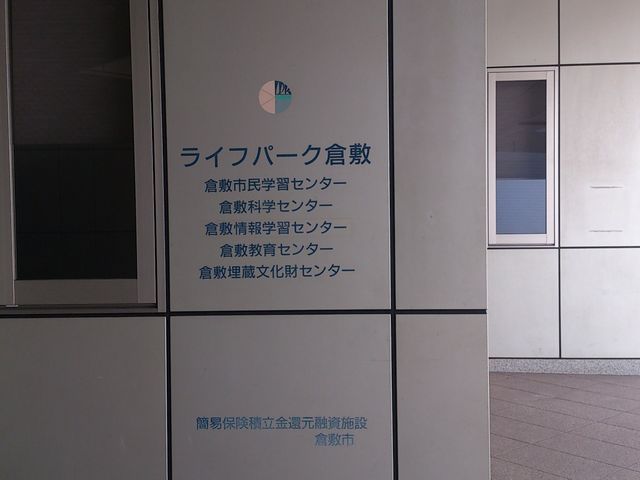 ライフパーク倉敷
倉敷市民学習センター
倉敷科学センター
倉敷情報学習センター
倉敷教育センター
倉敷埋蔵文化財センター
簡易保険積立金還元融資施設
倉敷市